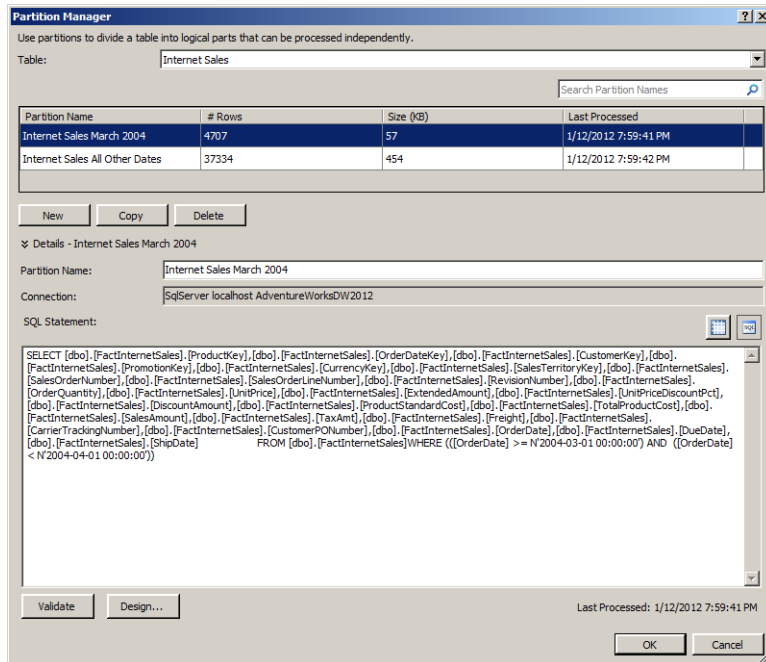 Partition Manager
Use partitions to divide a table into logical parts that can be processed independently.
Table: Internet Sales
Search Partition Names
Partition Name # Rows Size (KB) Last Processed
Internet Sales March 2004 4707 57 1/12/2012 7:59:41 PM
Internet Sales All Other Dates 37334 454 1/12/2012 7:59:42 PM
New Copy Delete
Details - Internet Sales March 2004
Partition Name: Internet Sales March 2004
Connection: SqlServer localhost AdventureWorksDW2012
SQL Statement:
SQL
SELECT [dbo].[FactInternetSales].[ProductKey],[dbo].[FactInternetSales].[OrderDateKey],[dbo].[FactInternetSales].[CustomerKey],[dbo].
[FactInternetSales].[PromotionKey],[dbo].[FactInternetSales].[CurrencyKey],[dbo].[FactInternetSales].[SalesTerritoryKey],[dbo].[FactInternetSales].
[SalesOrderNumber],[dbo].[FactInternetSales].[SalesOrderLineNumber],[dbo].[FactInternetSales].[RevisionNumber],[dbo].[FactInternetSales].
[OrderQuantity],[dbo].[FactInternetSales].[UnitPrice],[dbo].[FactInternetSales].[ExtendedAmount],[dbo].[FactInternetSales].[UnitPriceDiscountPct],
[dbo].[FactInternetSales].[DiscountAmount],[dbo].[FactInternetSales].[ProductStandardCost],[dbo].[FactInternetSales].[TotalProductCost],[dbo].
[FactInternetSales].[SalesAmount],[dbo].[FactInternetSales].[TaxAmt],[dbo].[FactInternetSales].[Freight],[dbo].[FactInternetSales].
[CarrierTrackingNumber],[dbo].[FactInternetSales].[CustomerPONumber],[dbo].[FactInternetSales].[OrderDate],[dbo].[FactInternetSales].[DueDate],
[dbo].[FactInternetSales].[ShipDate] FROM [dbo].[FactInternetSales]WHERE (([OrderDate] >= N'2004-03-01 00:00:00') AND ([OrderDate]
< N'2004-04-01 00:00:00'))
Validate Design... Last Processed: 1/12/2012 7:59:41 PM
OK Cancel